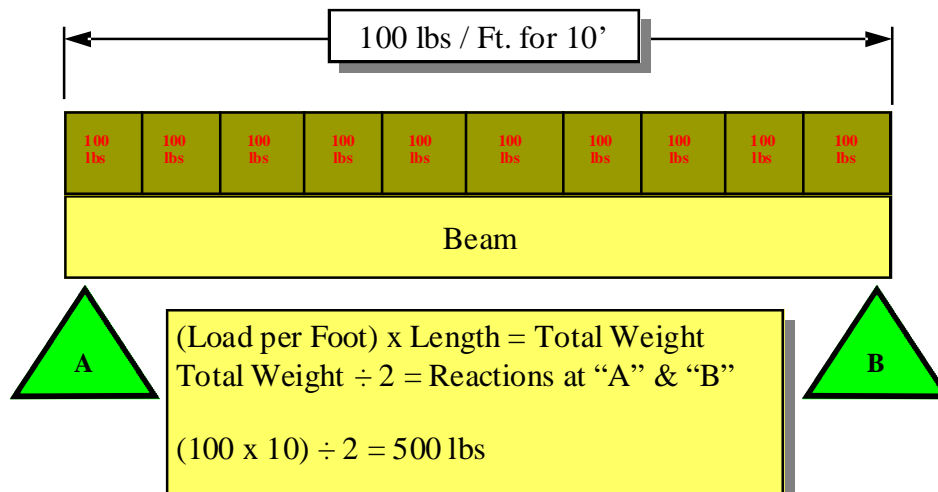 100 lbs / Ft. for 10’
100 100 100 100 100 100 100 100 100 100
lbs lbs lbs lbs lbs lbs lbs lbs lbs lbs
Beam
A
B
(Load per Foot) x Length = Total Weight
Total Weight ÷ 2 = Reactions at “A” & “B”
(100 x 10) ÷ 2 = 500 lbs